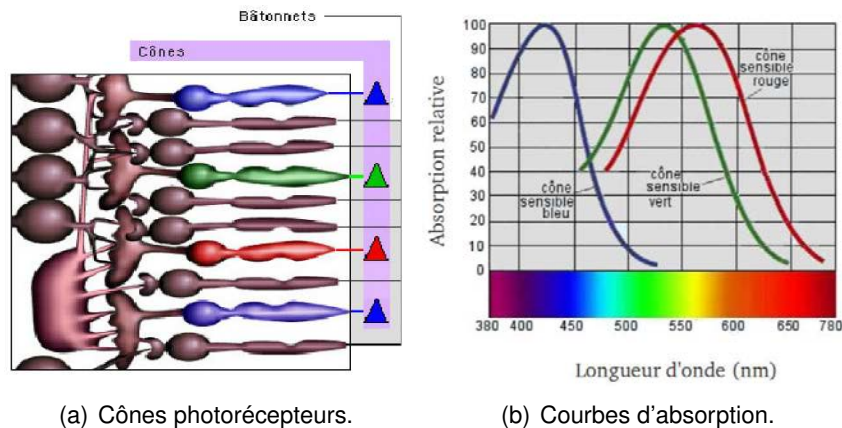 Bâtonnets
Cônes
(a) Cônes photorécepteurs.
Absorption relative
100
90
80
70
60
50
40
30
20
10
0
cône
sensible
rouge
cône
sensible
bleu
cône
sensible
vert
380 400 450 500 550 600 650 780
Longueur d'onde (nm)
(b) Courbes d'absorption.